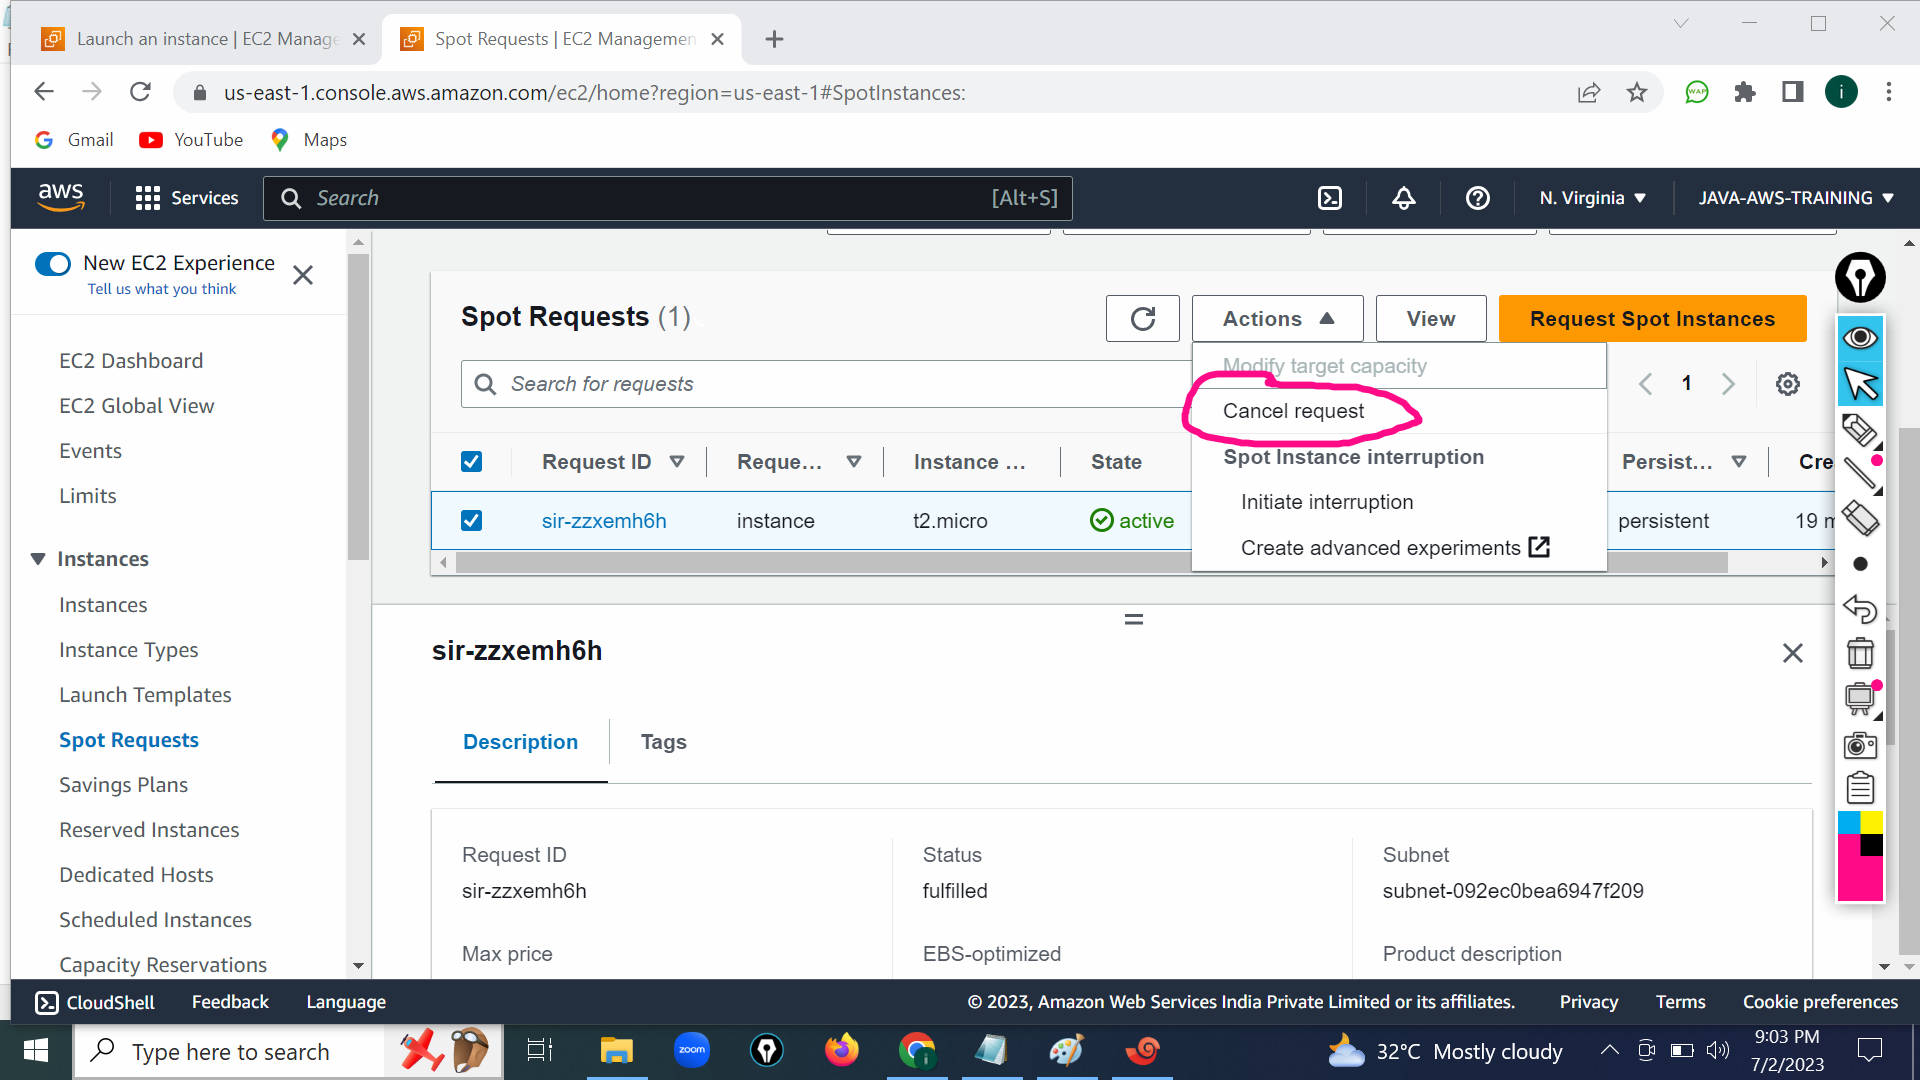 Launch an instance | EC2 Manage
Spot Requests | EC2 Managemen
us-east-1.console.aws.amazon.com/ec2/home?region=us-east-1#SpotInstances:
WAP
i
Gmail
YouTube
Maps
aws
Services
Search
[Alt+S]
N. Virginia
JAVA-AWS-TRAINING
New EC2 Experience
Tell us what you think
EC2 Dashboard
EC2 Global View
Events
Limits
Instances
Instances
Instance Types
Launch Templates
Spot Requests
Savings Plans
Reserved Instances
Dedicated Hosts
Scheduled Instances
Capacity Reservations
Spot Requests (1)
Actions
View
Request Spot Instances
Search for requests
1
Modify target capacity
Cancel request
Spot Instance interruption
Initiate interruption
Create advanced experiments
Request ID
Reque...
Instance ...
State
Persist...
Cre
sir-zzxemh6h
instance
t2.micro
active
persistent
19 m
sir-zzxemh6h
Description
Tags
Request ID
sir-zzxemh6h
Status
fulfilled
Subnet
subnet-092ec0bea6947f209
Max price
EBS-optimized
Product description
CloudShell
Feedback
Language
© 2023, Amazon Web Services India Private Limited or its affiliates.
Privacy
Terms
Cookie preferences
Type here to search
zoom
32°C Mostly cloudy
9:03 PM
7/2/2023